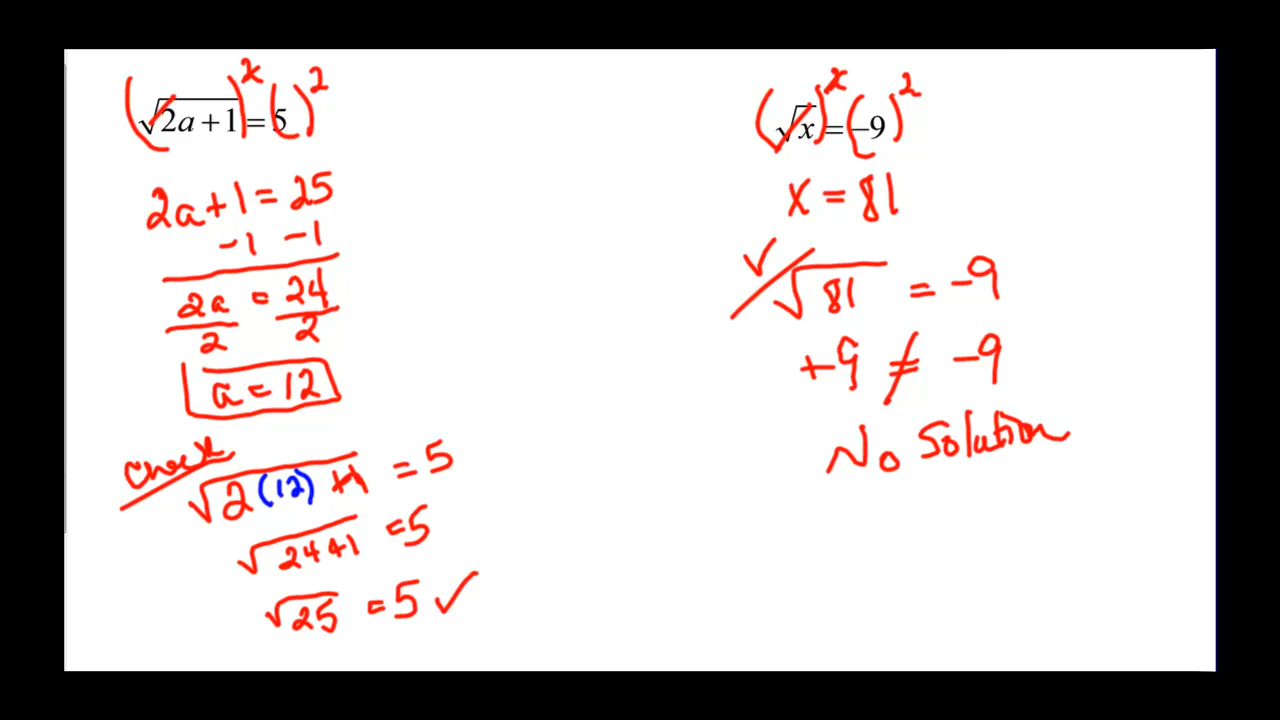 (√(2a+1))² = (5)²
2a+1 = 25
-1 -1
2a = 24
2 2
a = 12
check
√2(12)+1 = 5
√24+1 = 5
√25 = 5 ✓
(√x)² = (-9)²
x = 81
✓ √81 = -9
+9 ≠ -9
No Solution